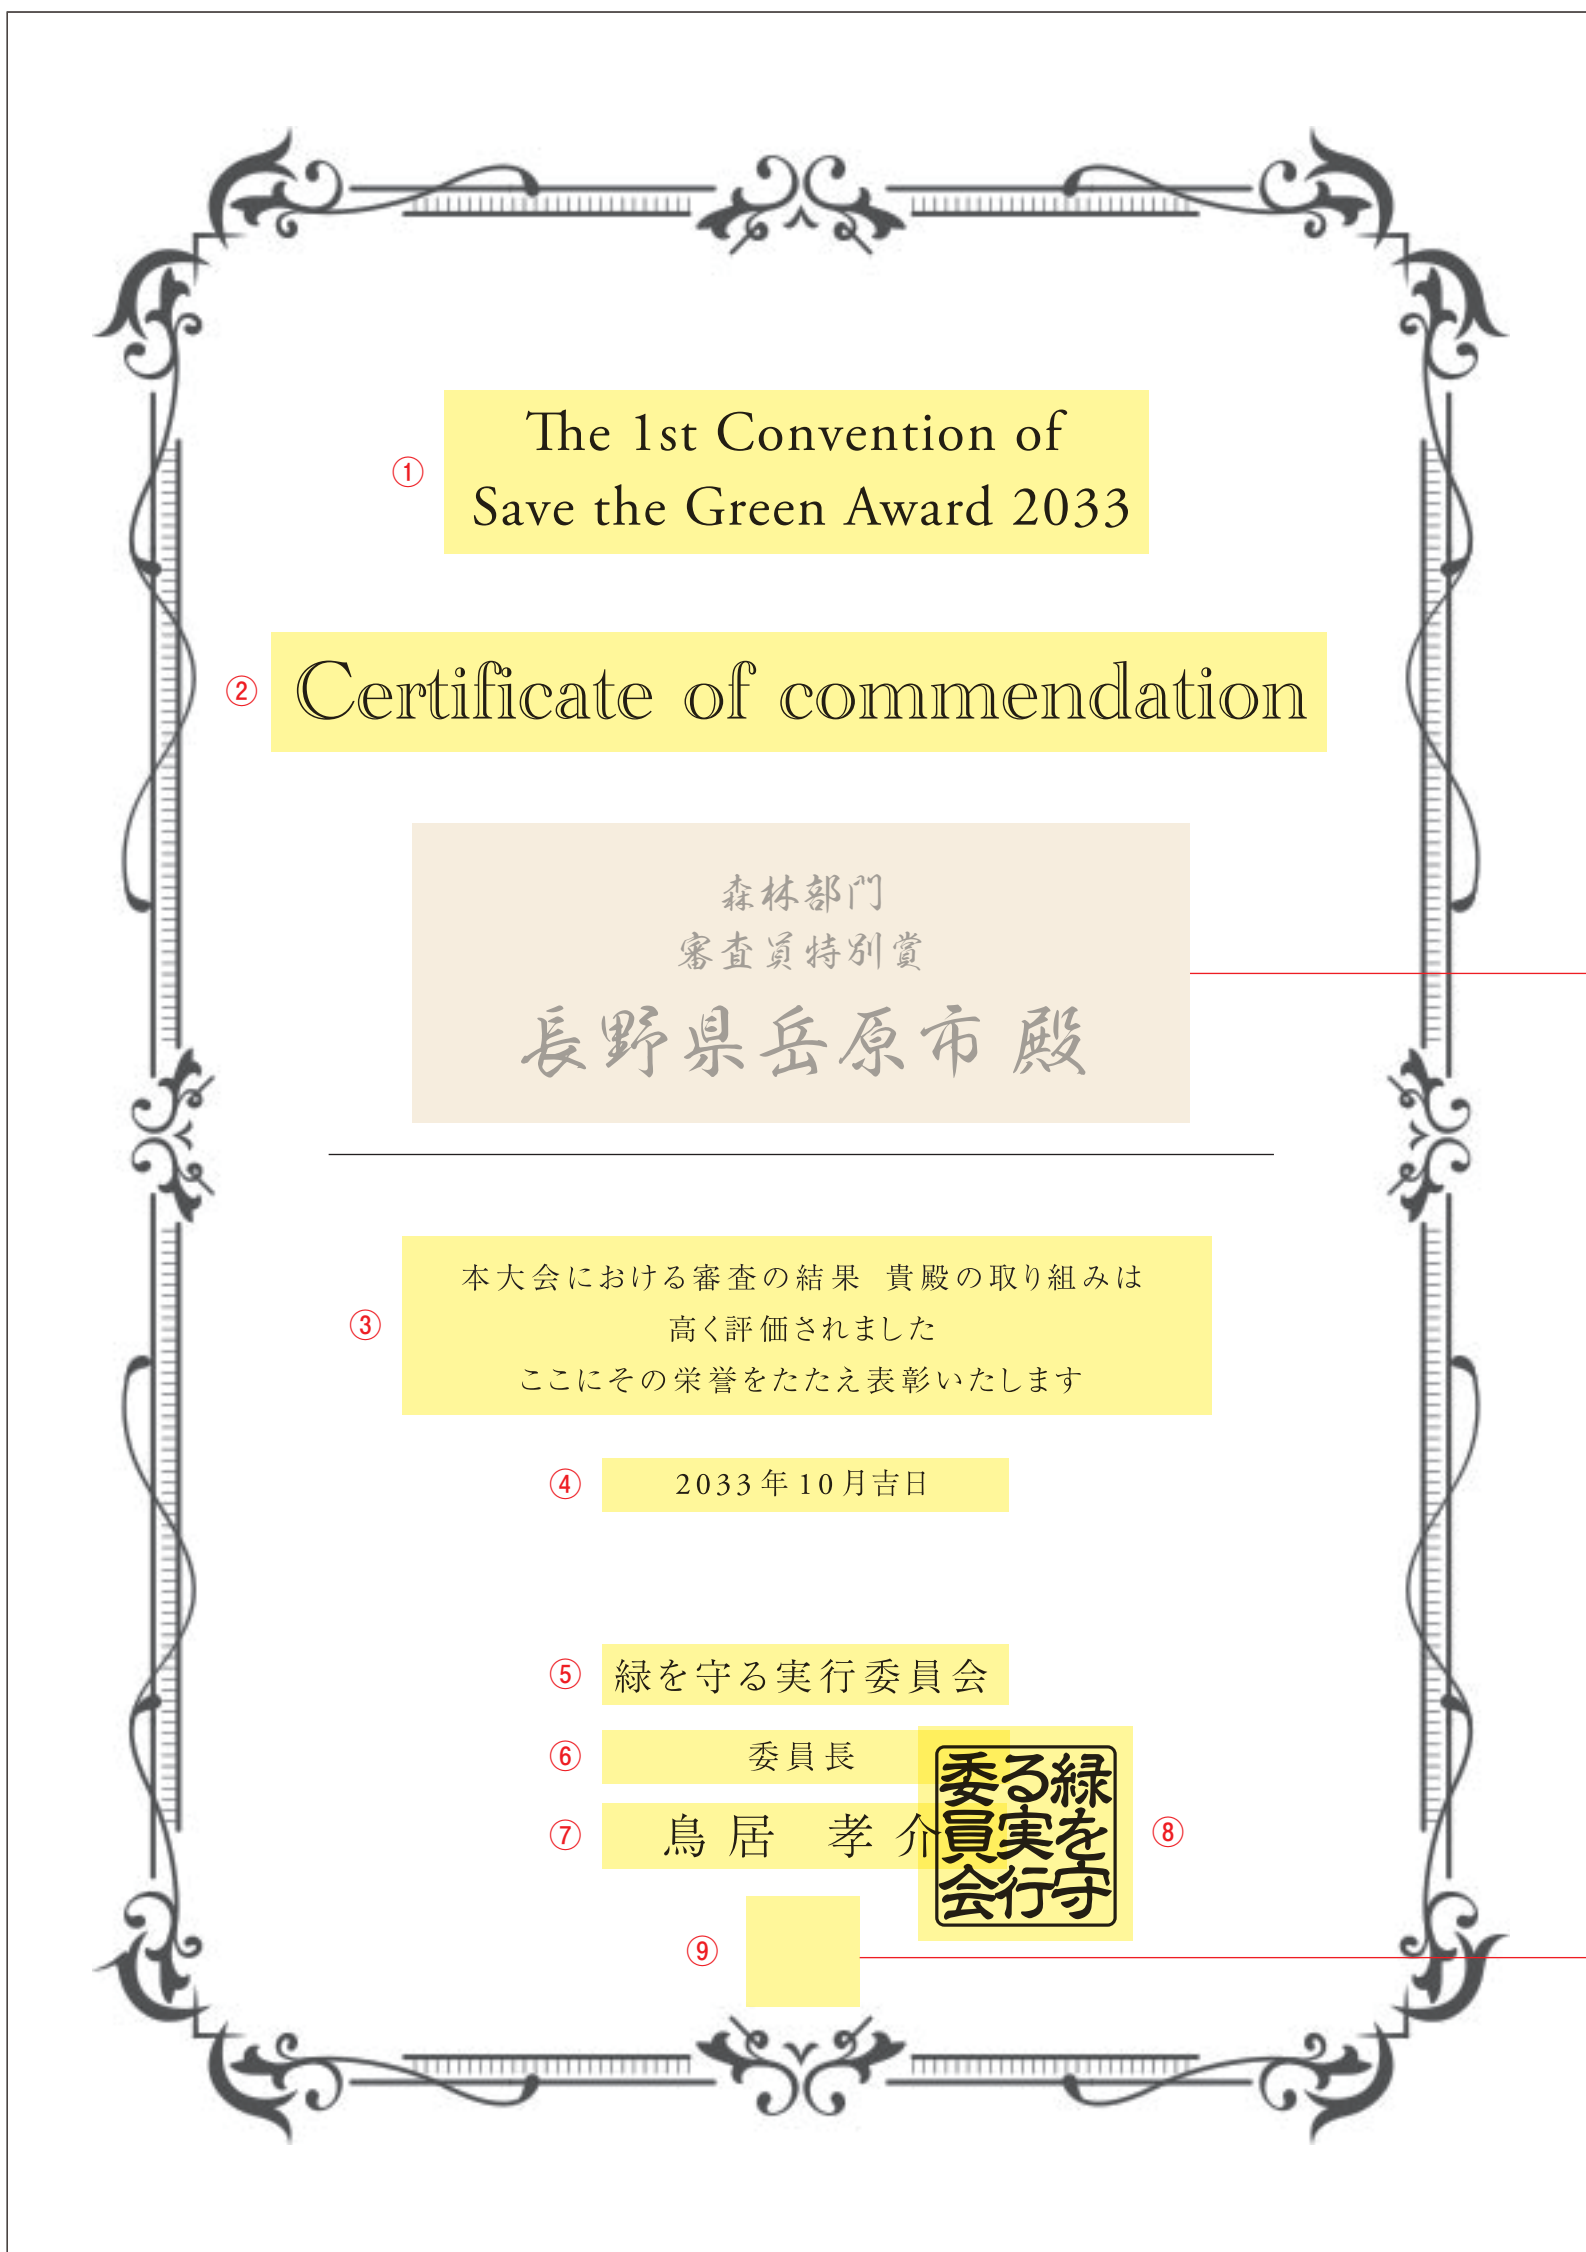 ① The 1st Convention of
Save the Green Award 2033
② Certificate of commendation
森林部門
審査員特別賞
長野県岳原市 殿
③ 本大会における審査の結果 貴殿の取り組みは
高く評価されました
ここにその栄誉をたたえ表彰いたします
④ 2033年10月吉日
⑤ 緑を守る実行委員会
⑥ 委員長
⑦ 鳥居 孝介
⑧ 緑を守
る実行
委員会
⑨